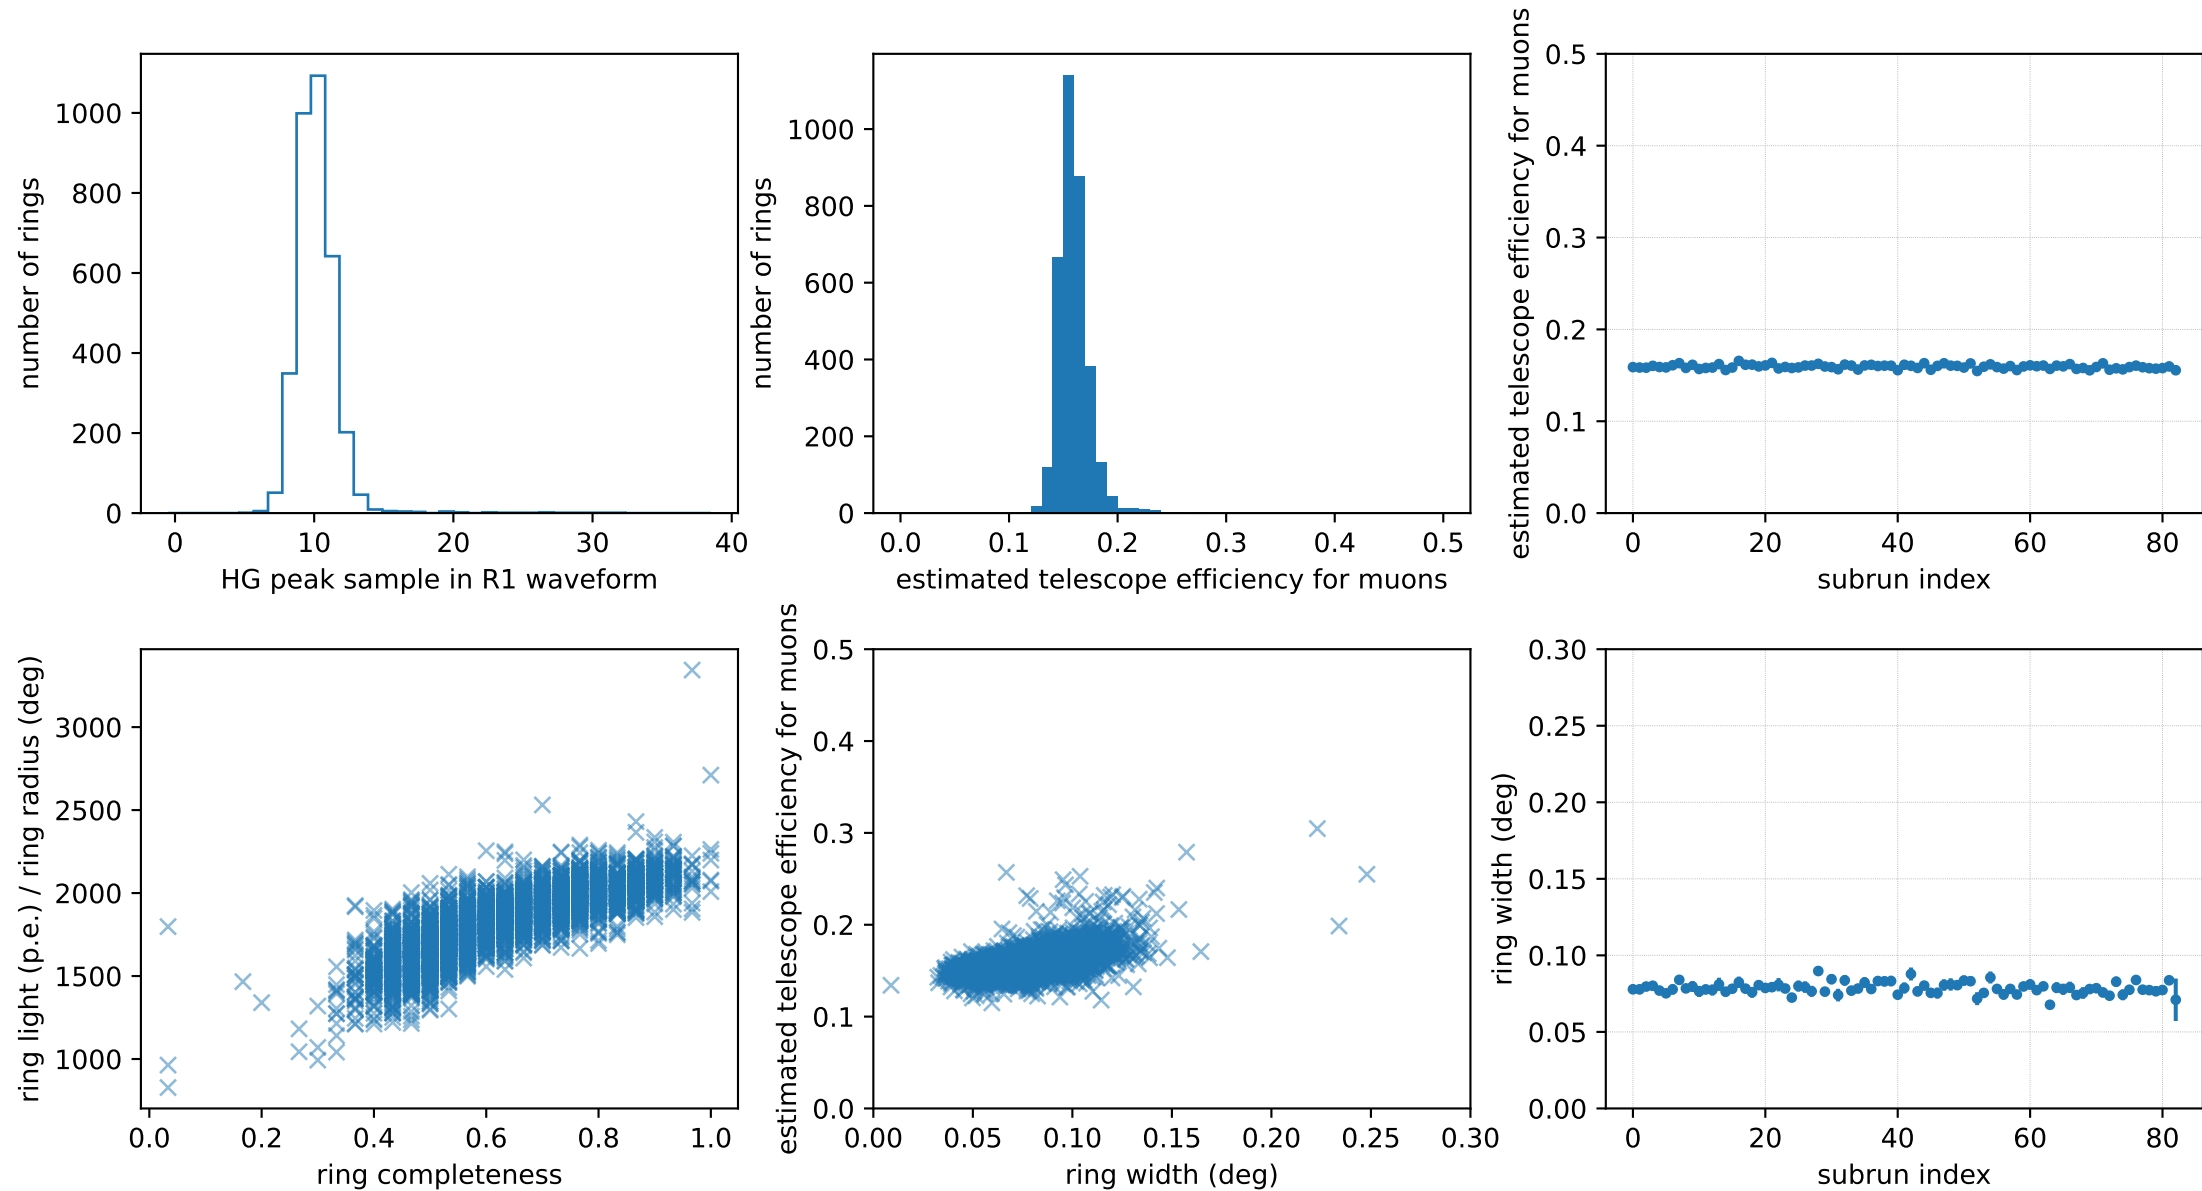 number of rings
1000
800
600
400
200
0
0 10 20 30 40
HG peak sample in R1 waveform
number of rings
1000
800
600
400
200
0
0.0 0.1 0.2 0.3 0.4 0.5
estimated telescope efficiency for muons
estimated telescope efficiency for muons
0.5
0.4
0.3
0.2
0.1
0.0
0 20 40 60 80
subrun index
ring light (p.e.) / ring radius (deg)
3000
2500
2000
1500
1000
0.0 0.2 0.4 0.6 0.8 1.0
ring completeness
estimated telescope efficiency for muons
0.5
0.4
0.3
0.2
0.1
0.0
0.00 0.05 0.10 0.15 0.20 0.25 0.30
ring width (deg)
ring width (deg)
0.30
0.25
0.20
0.15
0.10
0.05
0.00
0 20 40 60 80
subrun index